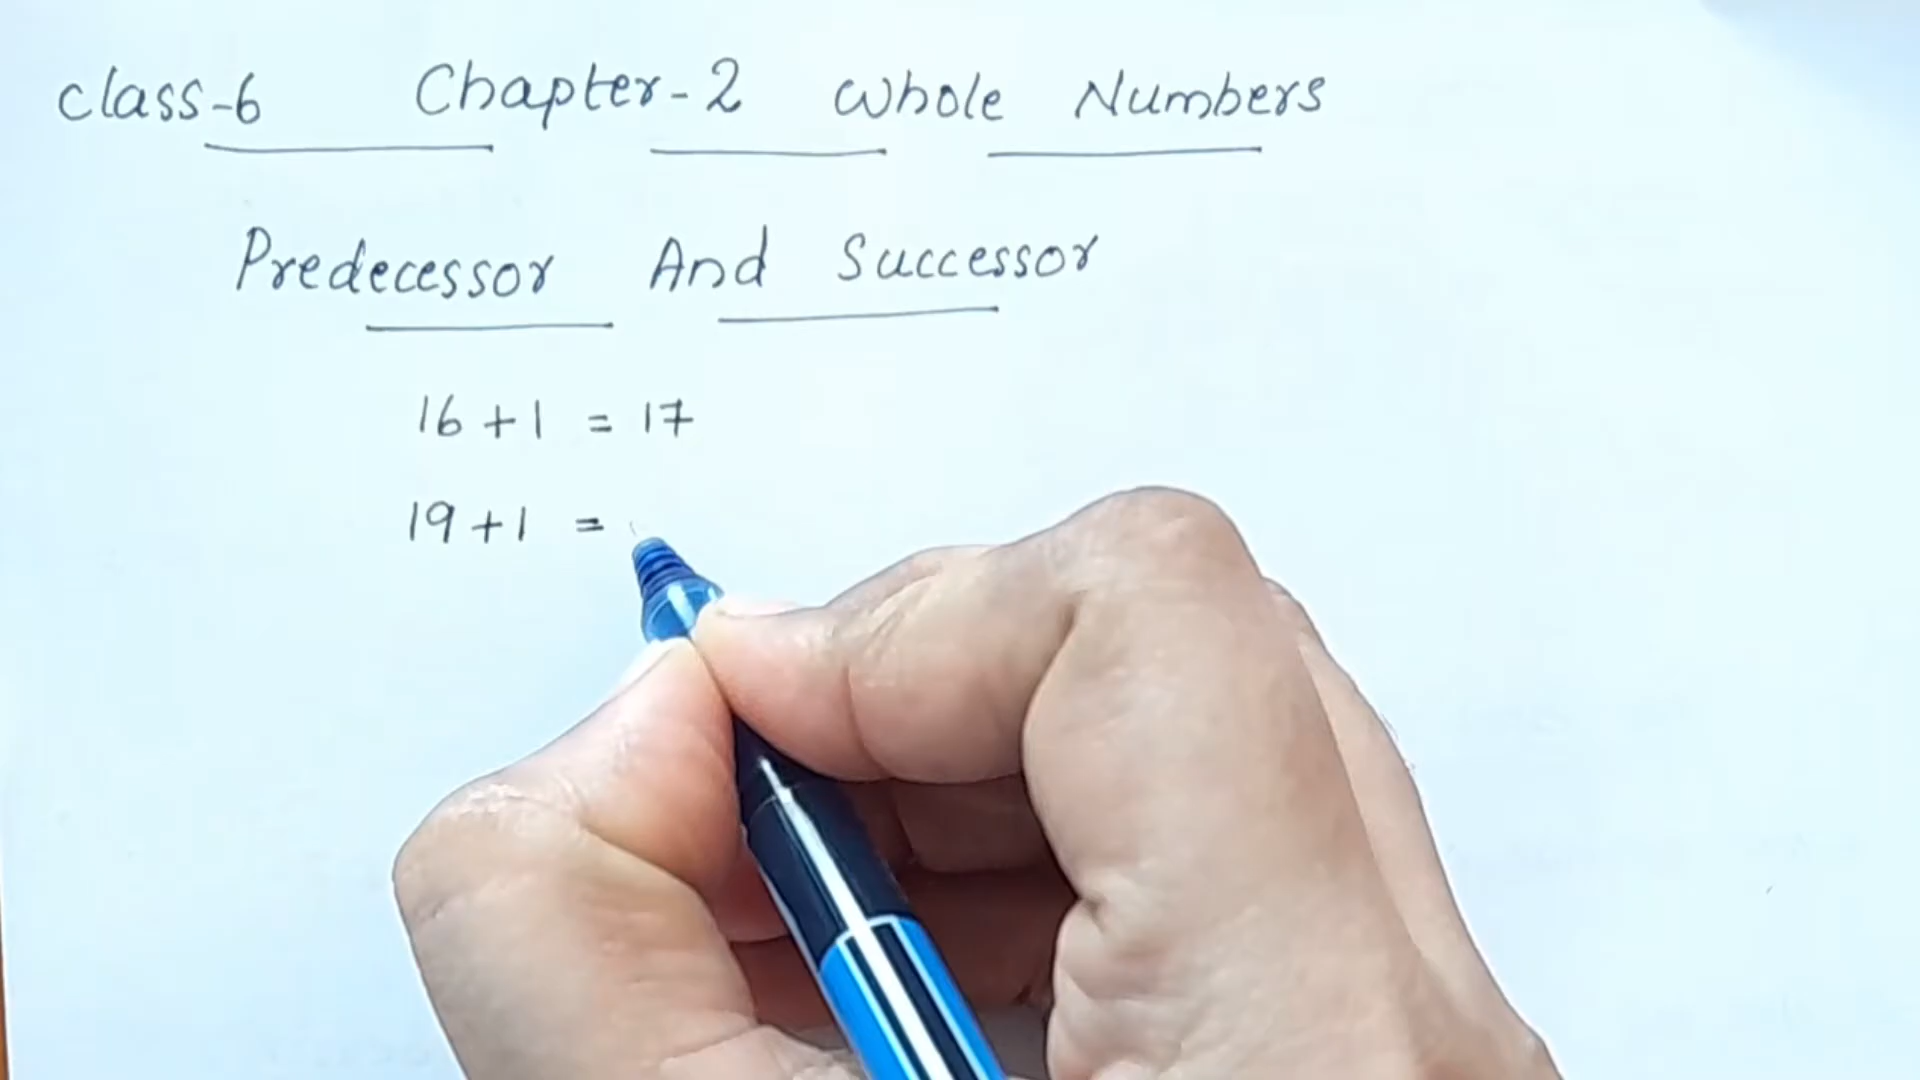 class-6 Chapter-2 Whole Numbers
Predecessor And Successor
16 + 1 = 17
19 + 1 =